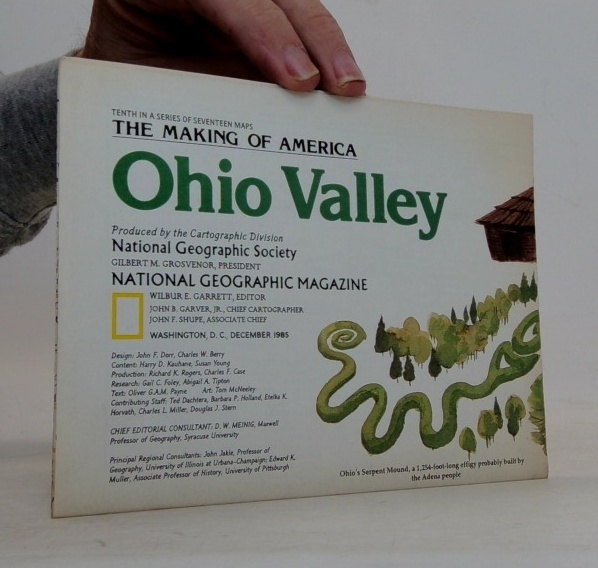 TENTH IN A SERIES OF SEVENTEEN MAPS
THE MAKING OF AMERICA
Ohio Valley
Produced by the Cartographic Division
National Geographic Society
GILBERT M. GROSVENOR, PRESIDENT
NATIONAL GEOGRAPHIC MAGAZINE
WILBUR E. GARRETT, EDITOR
JOHN B. GARVER, JR., CHIEF CARTOGRAPHER
JOHN F. SHUPE, ASSOCIATE CHIEF
WASHINGTON, D.C., DECEMBER 1985
Design: John F. Dorr, Charles W. Berry
Content: Harry D. Kauhane, Susan Young
Production: Richard K. Rogers, Charles F. Case
Research: Gail C. Foley, Abigail A. Tipton
Text: Oliver G.A.M. Payne Art: Tom McNeeley
Contributing Staff: Ted Dachtera, Barbara P. Holland, Etelka K.
Horvath, Charles L. Miller, Douglas J. Stern
CHIEF EDITORIAL CONSULTANT: D. W. MEINIG, Maxwell
Professor of Geography, Syracuse University
Principal Regional Consultants: John Jakle, Professor of
Geography, University of Illinois at Urbana-Champaign; Edward K.
Muller, Associate Professor of History, University of Pittsburgh
Ohio's Serpent Mound, a 1,254-foot-long effigy probably built by
the Adena people